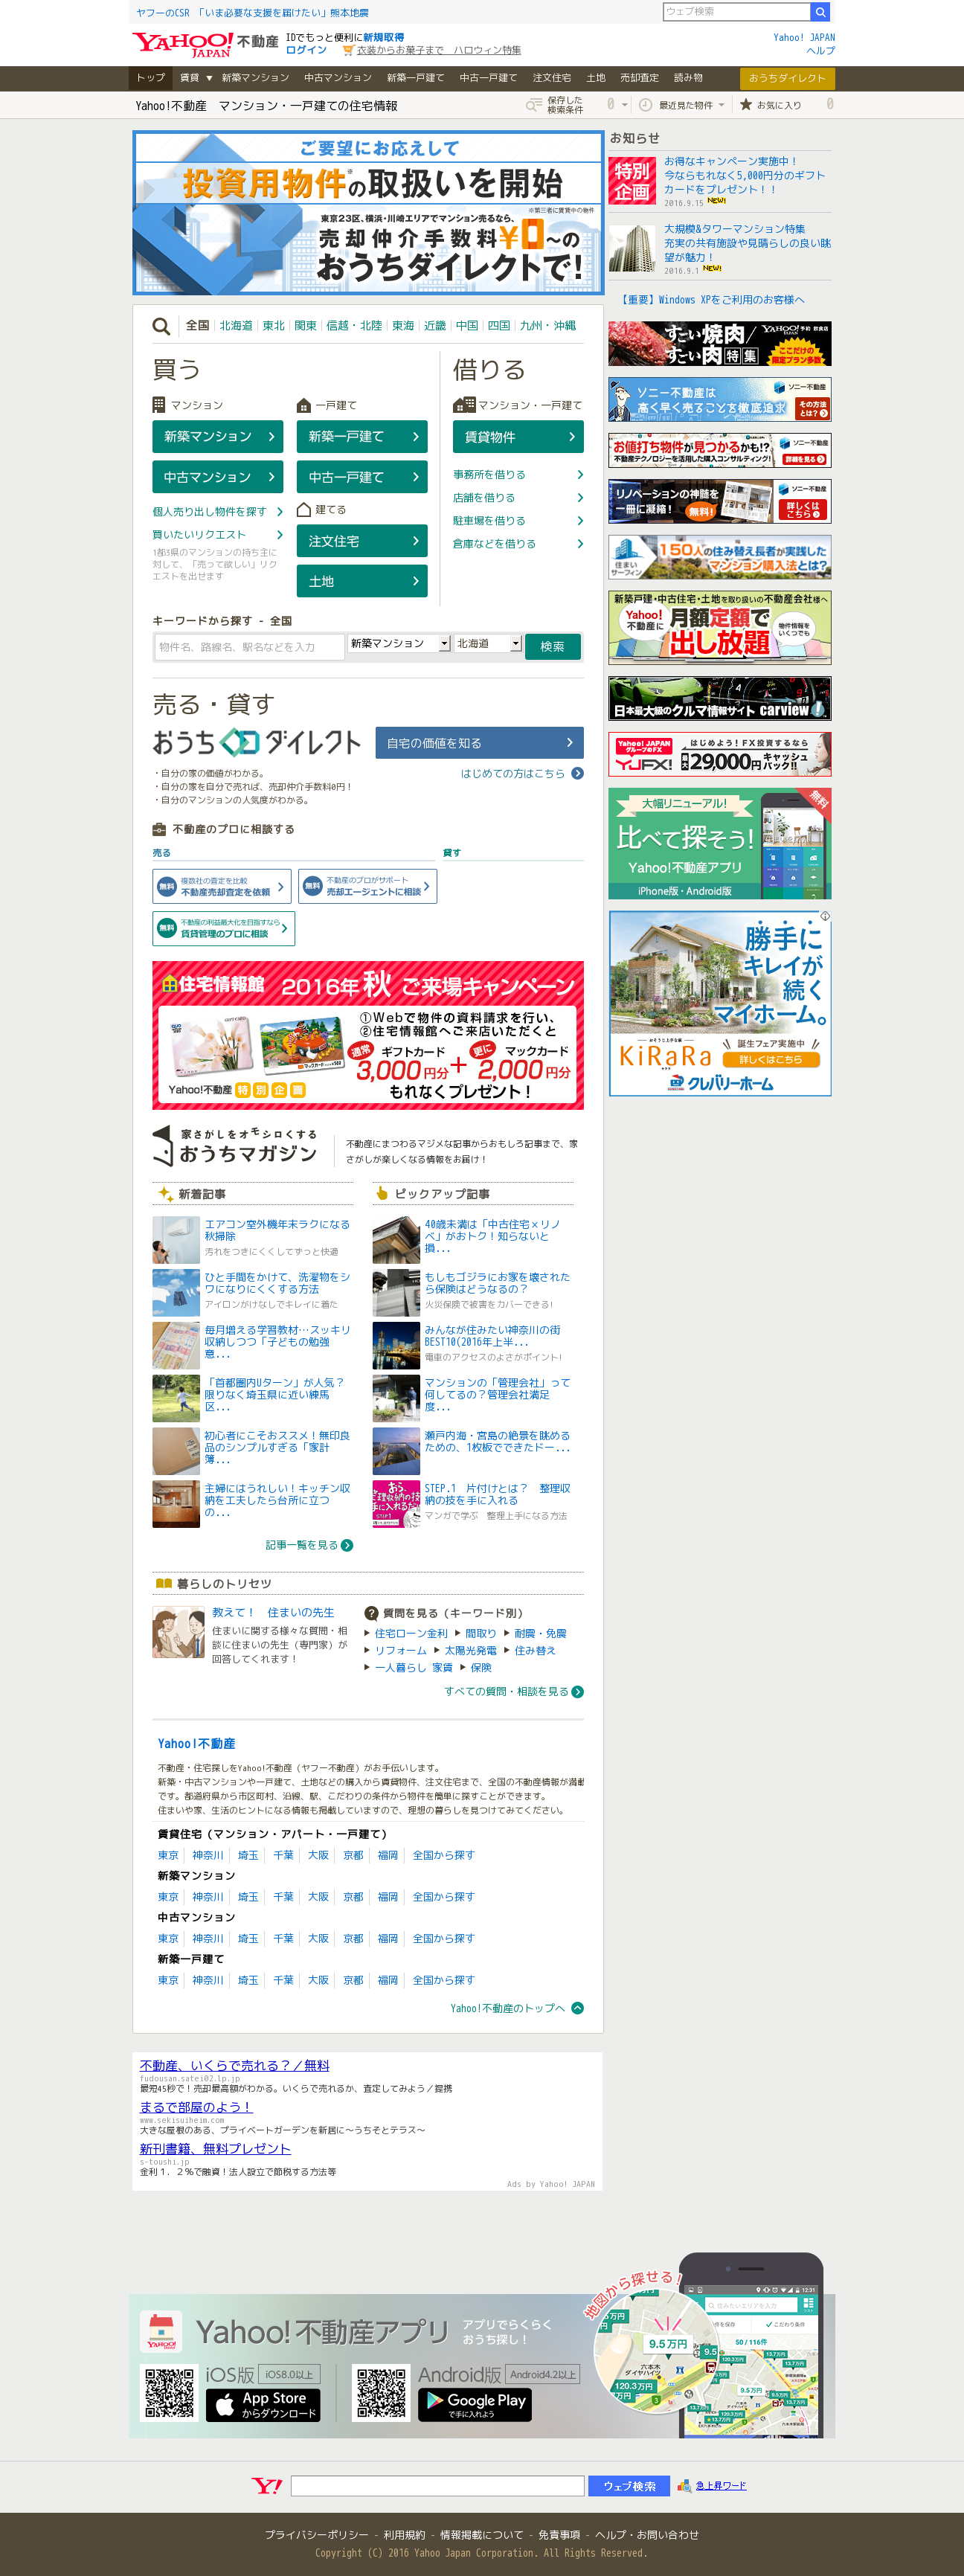 ヤフーのCSR 「いま必要な支援を届けたい」熊本地震
ウェブ検索
YAHOO! JAPAN 不動産
IDでもっと便利に新規取得
ログイン
衣装からお菓子まで ハロウィン特集
Yahoo! JAPAN
ヘルプ
トップ 賃貸 ▼ 新築マンション 中古マンション 新築一戸建て 中古一戸建て 注文住宅 土地 売却査定 読み物 おうちダイレクト
Yahoo!不動産 マンション・一戸建ての住宅情報
保存した検索条件 0
最近見た物件
お気に入り 0
ご要望にお応えして
投資用物件※の取扱いを開始
※第三者に賃貸中の物件
東京23区、横浜・川崎エリアでマンション売るなら、
売却仲介手数料¥0〜の
おうちダイレクトで!
お知らせ
特別企画
お得なキャンペーン実施中！
今ならもれなく5,000円分のギフトカードをプレゼント！！
2016.9.15 NEW!
大規模&タワーマンション特集
充実の共有施設や見晴らしの良い眺望が魅力！
2016.9.1 NEW!
【重要】Windows XPをご利用のお客様へ
全国 北海道 東北 関東 信越・北陸 東海 近畿 中国 四国 九州・沖縄
買う
マンション
新築マンション
中古マンション
個人売り出し物件を探す
買いたいリクエスト
1都3県のマンションの持ち主に対して、「売って欲しい」リクエストを出せます
一戸建て
新築一戸建て
中古一戸建て
建てる
注文住宅
土地
借りる
マンション・一戸建て
賃貸物件
事務所を借りる
店舗を借りる
駐車場を借りる
倉庫などを借りる
キーワードから探す - 全国
物件名、路線名、駅名などを入力
新築マンション
北海道
検索
売る・貸す
おうちダイレクト
自宅の価値を知る
はじめての方はこちら
・自分の家の価値がわかる。
・自分の家を自分で売れば、売却仲介手数料0円！
・自分のマンションの人気度がわかる。
不動産のプロに相談する
売る
貸す
無料 複数社の査定を比較
不動産売却査定を依頼
無料 不動産のプロがサポート
売却エージェントに相談
無料 不動産の利益最大化を目指すなら
賃貸管理のプロに相談
住宅情報館 2016年秋 ご来場キャンペーン
①Webで物件の資料請求を行い、
②住宅情報館へご来店いただくと
通常 ギフトカード 3,000円分 + 更に マックカード 2,000円分
もれなくプレゼント！
Yahoo!不動産 特別企画
家さがしをオモシロくする
おうちマガジン
不動産にまつわるマジメな記事からおもしろ記事まで、家さがしが楽しくなる情報をお届け！
新着記事
エアコン室外機年末ラクになる秋掃除
汚れをつきにくくしてずっと快適
ひと手間をかけて、洗濯物をシワになりにくくする方法
アイロンがけなしでキレイに着た
毎月増える学習教材…スッキリ収納しつつ「子どもの勉強意...
「首都圏内Uターン」が人気？限りなく埼玉県に近い練馬区...
初心者にこそおススメ！無印良品のシンプルすぎる「家計簿...
主婦にはうれしい！キッチン収納を工夫したら台所に立つの...
記事一覧を見る
ピックアップ記事
40歳未満は「中古住宅×リノベ」がおトク！知らないと損...
もしもゴジラにお家を壊されたら保険はどうなるの？
火災保険で被害をカバーできる!
みんなが住みたい神奈川の街BEST10(2016年上半...
電車のアクセスのよさがポイント!
マンションの「管理会社」って何してるの？管理会社満足度...
瀬戸内海・宮島の絶景を眺めるための、1枚板でできたドー...
STEP.1 片付けとは？ 整理収納の技を手に入れる
マンガで学ぶ 整理上手になる方法
暮らしのトリセツ
教えて！ 住まいの先生
住まいに関する様々な質問・相談に住まいの先生（専門家）が回答してくれます！
質問を見る（キーワード別）
住宅ローン金利 間取り 耐震・免震
リフォーム 太陽光発電 住み替え
一人暮らし 家賃 保険
すべての質問・相談を見る
Yahoo!不動産
不動産・住宅探しをYahoo!不動産（ヤフー不動産）がお手伝いします。
新築・中古マンションや一戸建て、土地などの購入から賃貸物件、注文住宅まで、全国の不動産情報が満載
です。都道府県から市区町村、沿線、駅、こだわりの条件から物件を簡単に探すことができます。
住まいや家、生活のヒントになる情報も掲載していますので、理想の暮らしを見つけてみてください。
賃貸住宅（マンション・アパート・一戸建て）
東京 神奈川 埼玉 千葉 大阪 京都 福岡 全国から探す
新築マンション
東京 神奈川 埼玉 千葉 大阪 京都 福岡 全国から探す
中古マンション
東京 神奈川 埼玉 千葉 大阪 京都 福岡 全国から探す
新築一戸建て
東京 神奈川 埼玉 千葉 大阪 京都 福岡 全国から探す
Yahoo!不動産のトップへ
すごい焼肉すごい肉特集
YAHOO! JAPAN 予約 飲食店
ここだけの限定プラン多数
ソニー不動産は
高く早く売ることを徹底追求
ソニー不動産
その方法とは？
お値打ち物件が見つかるかも!?
不動産テクノロジーを活用した購入コンサルティング!
ソニー不動産
詳細を見る
リノベーションの神髄を
一冊に凝縮！ 無料!
ソニー不動産
詳しくはこちら
住まいサーフィン
150人の住み替え長者が実践した
マンション購入法とは?
新築戸建・中古住宅・土地を取り扱いの不動産会社様へ
Yahoo!不動産に 月額定額で出し放題
物件情報をいくつでも
日本最大級のクルマ情報サイト carview!
Yahoo! JAPANグループのFX
YJFX!
はじめよう！FX投資するなら
29,000円キャッシュバック!!
大幅リニューアル！
無料
比べて探そう!
Yahoo!不動産アプリ
iPhone版・Android版
勝手にキレイが続くマイホーム。
KiRaRa
誕生フェア実施中
詳しくはこちら
クレバリーホーム
不動産、いくらで売れる？／無料
fudousan.satei02.lp.jp
最短45秒で！売却最高額がわかる。いくらで売れるか、査定してみよう／提携
まるで部屋のよう！
www.sekisuiheim.com
大きな屋根のある、プライベートガーデンを新居に〜うちそとテラス〜
新刊書籍、無料プレゼント
s-toushi.jp
金利１．２％で融資！法人設立で節税する方法等
Ads by Yahoo! JAPAN
Yahoo!不動産アプリ
アプリでらくらくおうち探し！
iOS版 iOS8.0以上
App Storeからダウンロード
Android版 Android4.2以上
Google Playで手に入れよう
地図から探せる！
9.5万円
Y!
ウェブ検索
急上昇ワード
プライバシーポリシー - 利用規約 - 情報掲載について - 免責事項 - ヘルプ・お問い合わせ
Copyright (C) 2016 Yahoo Japan Corporation. All Rights Reserved.